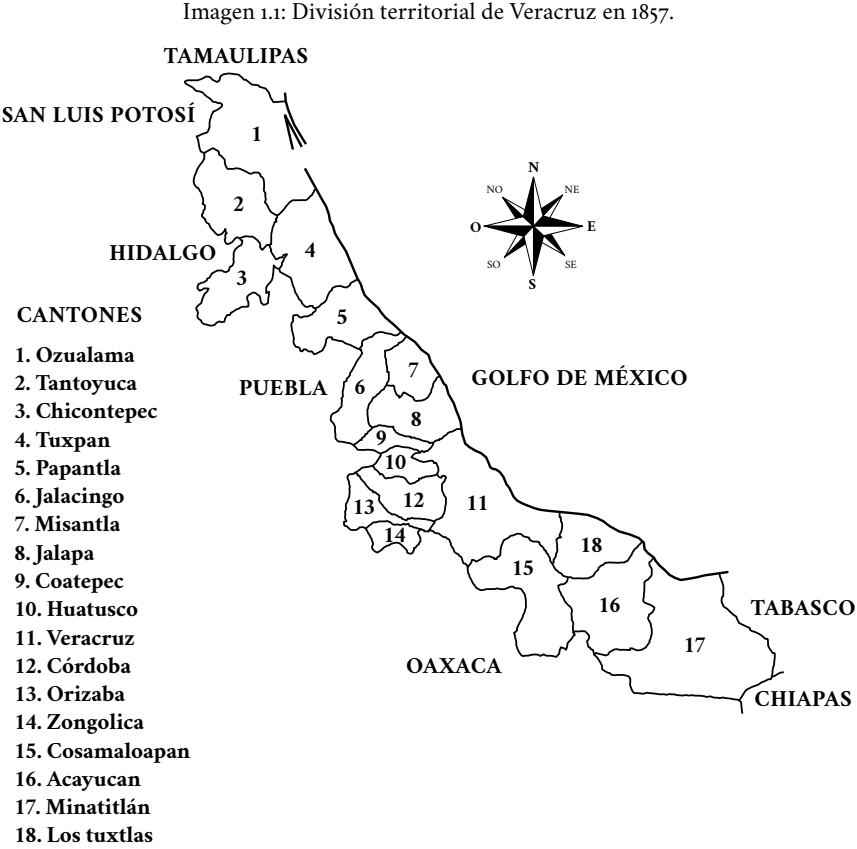 Imagen 1.1: División territorial de Veracruz en 1857.
TAMAULIPAS
SAN LUIS POTOSÍ
1
2
N
NO
NE
O
E
SO
SE
S
HIDALGO
4
3
5
CANTONES
1. Ozualama
2. Tantoyuca
3. Chicontepec
4. Tuxpan
5. Papantla
6. Jalacingo
7. Misantla
8. Jalapa
9. Coatepec
10. Huatusco
11. Veracruz
12. Córdoba
13. Orizaba
14. Zongolica
15. Cosamaloapan
16. Acayucan
17. Minatitlán
18. Los tuxtlas
PUEBLA
6
7
GOLFO DE MÉXICO
8
9
10
11
12
13
14
18
15
16
TABASCO
17
OAXACA
CHIAPAS